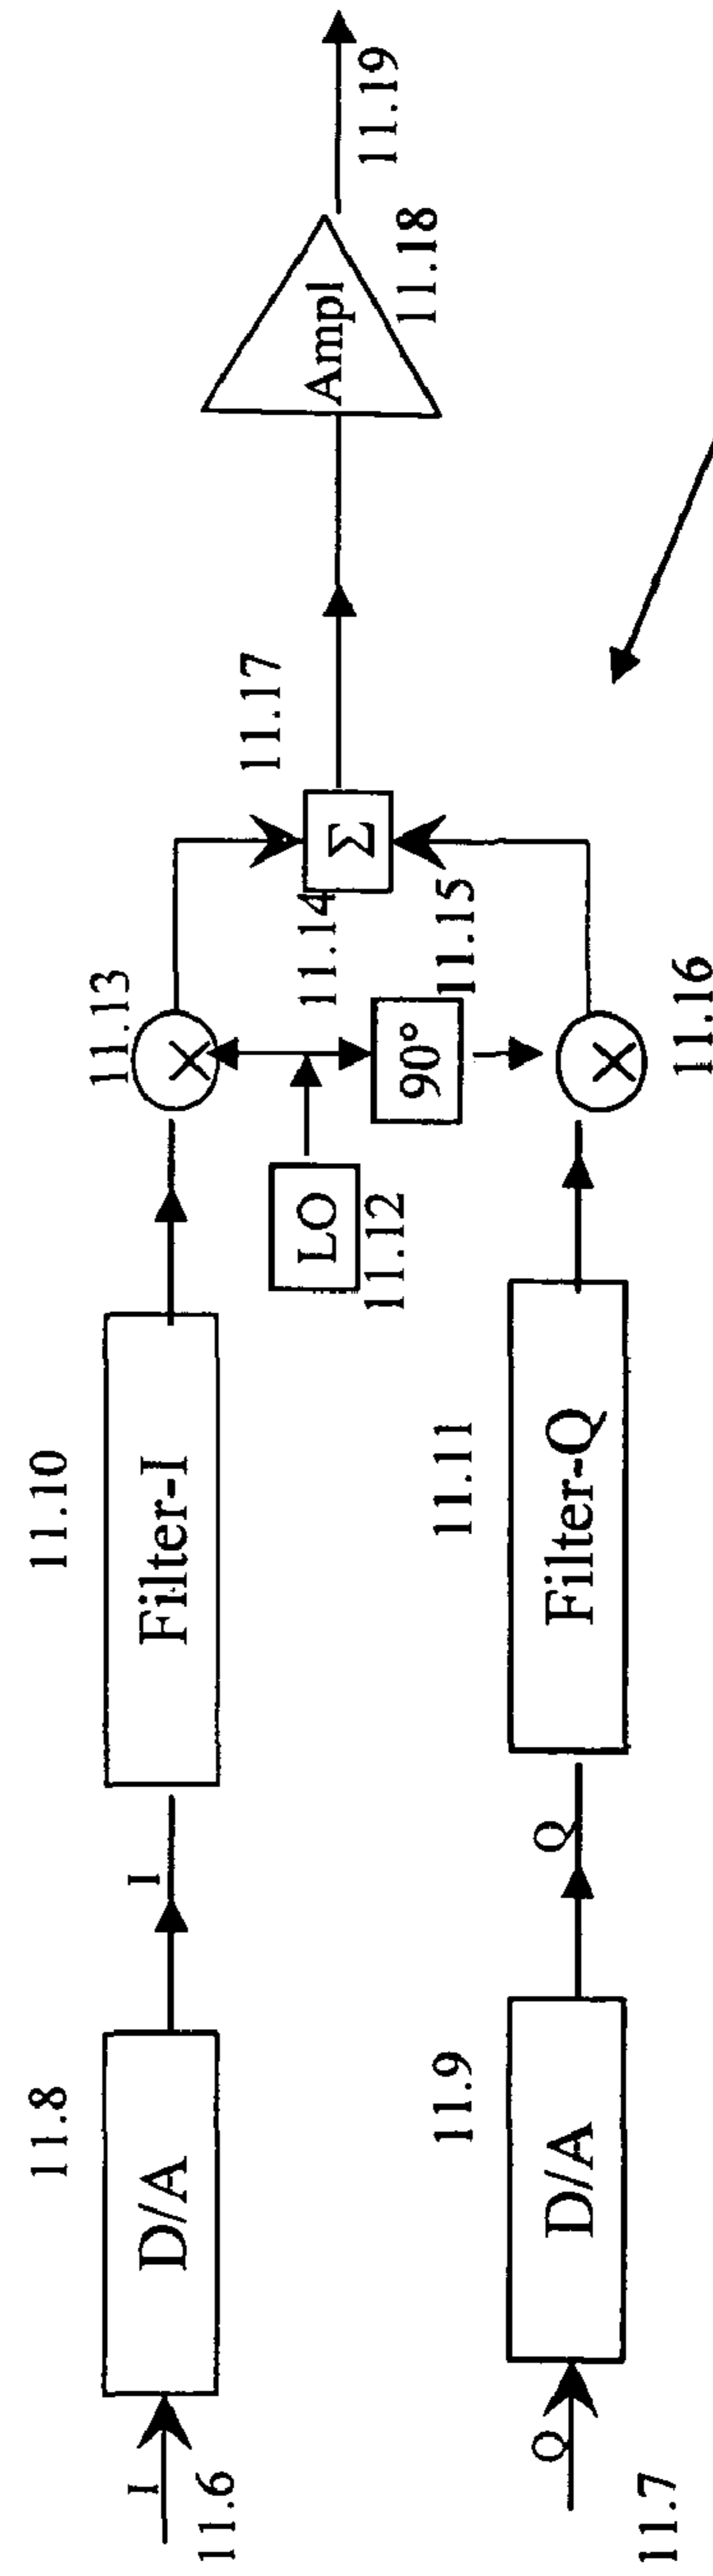 I
11.6
11.8
D/A
I
11.10
Filter-I
11.13
X
LO
11.12
11.14
90°
11.15
Σ
11.17
Ampl
11.18
11.19
Q
11.7
11.9
D/A
Q
11.11
Filter-Q
X
11.16